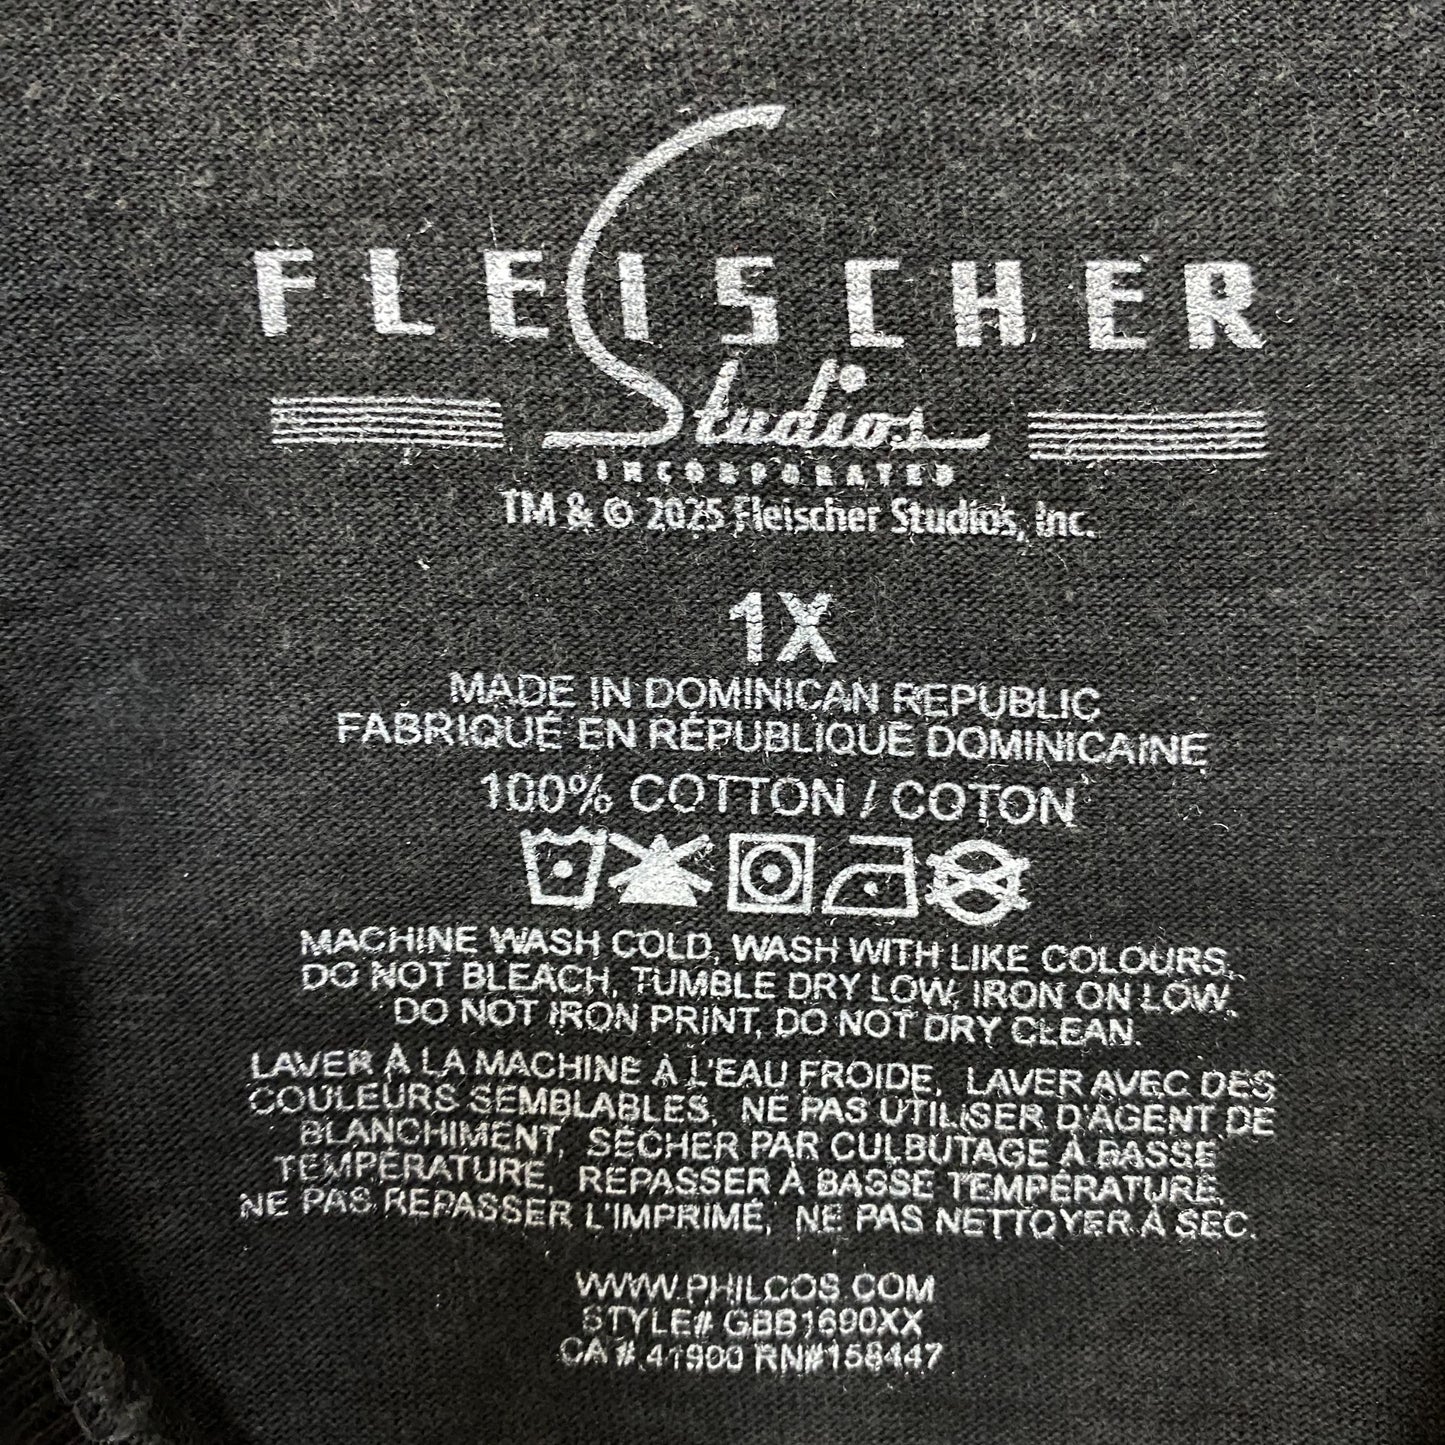 FLEISCHER
Studios
INCORPORATED
TM & © 2025 Fleischer Studios, Inc.
1X
MADE IN DOMINICAN REPUBLIC
FABRIQUÉ EN RÉPUBLIQUE DOMINICAINE
100% COTTON / COTON
MACHINE WASH COLD, WASH WITH LIKE COLOURS,
DO NOT BLEACH, TUMBLE DRY LOW, IRON ON LOW.
DO NOT IRON PRINT, DO NOT DRY CLEAN.
LAVER À LA MACHINE À L'EAU FROIDE, LAVER AVEC DES
COULEURS SEMBLABLES, NE PAS UTILISER D'AGENT DE
BLANCHIMENT, SÉCHER PAR CULBUTAGE À BASSE
TEMPÉRATURE, REPASSER À BASSE TEMPÉRATURE,
NE PAS REPASSER L'IMPRIMÉ, NE PAS NETTOYER À SEC.
WWW.PHILCOS.COM
STYLE# GBB1690XX
CA# 41900 RN#158447